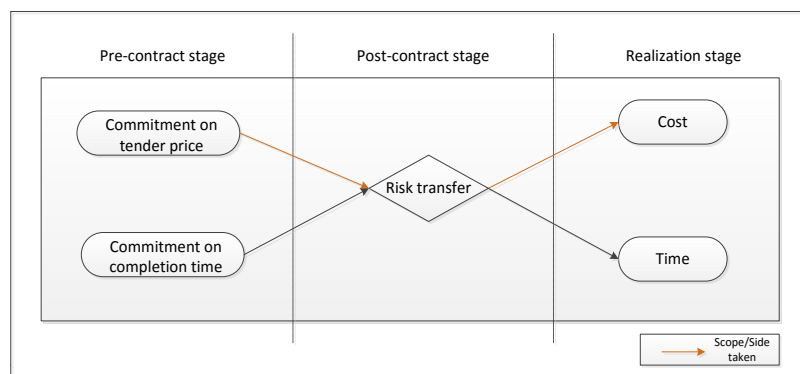 Pre-contract stage
Post-contract stage
Realization stage
Commitment on
tender price
Cost
Risk transfer
Commitment on
completion time
Time
Scope/Side
taken